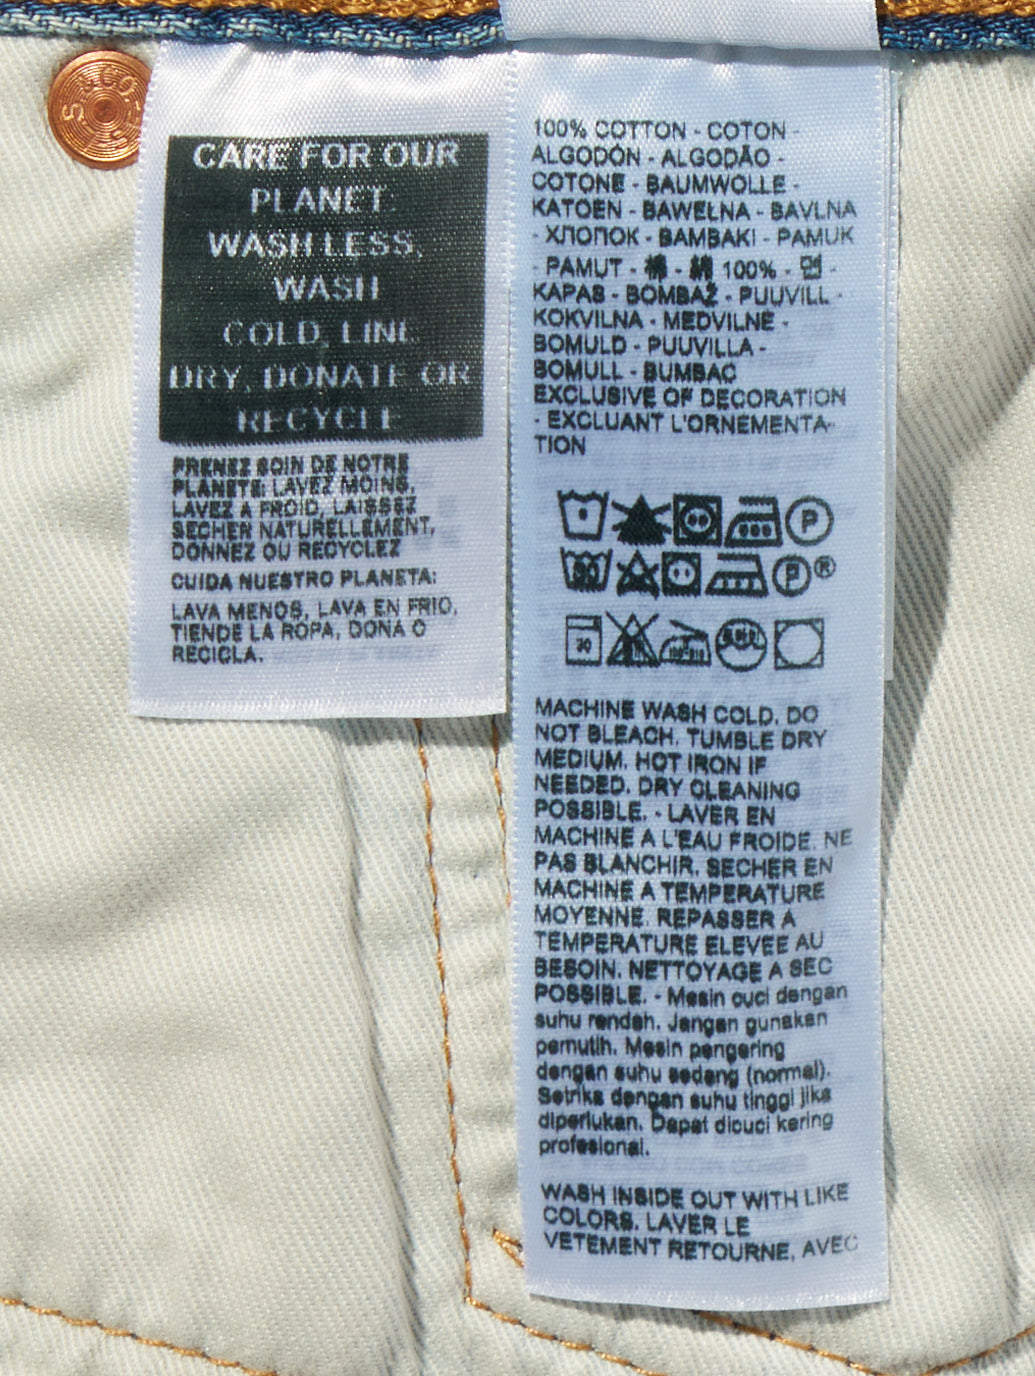 CARE FOR OUR
PLANET.
WASH LESS,
WASH
COLD, LINE
DRY, DONATE OR
RECYCLE
PRENEZ SOIN DE NOTRE
PLANETE: LAVEZ MOINS,
LAVEZ A FROID, LAISSEZ
SECHER NATURELLEMENT,
DONNEZ OU RECYCLEZ
CUIDA NUESTRO PLANETA:
LAVA MENOS, LAVA EN FRIO,
TIENDE LA ROPA, DONA O
RECICLA.
100% COTTON - COTON -
ALGODÓN - ALGODÃO -
COTONE - BAUMWOLLE -
KATOEN - BAWEŁNA - BAVLNA
- ХЛОПОК - BAMBAKI - PAMUK
- PAMUT - 棉 - 綿 100% - 면 -
KAPAS - BOMBAŽ - PUUVILL -
KOKVILNA - MEDVILNĖ -
BOMULD - PUUVILLA -
BOMULL - BUMBAC
EXCLUSIVE OF DECORATION
- EXCLUANT L'ORNEMENTA-
TION
P
30 P®
30
MACHINE WASH COLD. DO
NOT BLEACH. TUMBLE DRY
MEDIUM. HOT IRON IF
NEEDED. DRY CLEANING
POSSIBLE. - LAVER EN
MACHINE A L'EAU FROIDE. NE
PAS BLANCHIR. SECHER EN
MACHINE A TEMPERATURE
MOYENNE. REPASSER A
TEMPERATURE ELEVEE AU
BESOIN. NETTOYAGE A SEC
POSSIBLE. - Mesin cuci dengan
suhu rendah. Jangan gunakan
pemutih. Mesin pengering
dengan suhu sedang (normal).
Setrika dengan suhu tinggi jika
diperlukan. Dapat dicuci kering
profesional.
WASH INSIDE OUT WITH LIKE
COLORS. LAVER LE
VETEMENT RETOURNE, AVEC